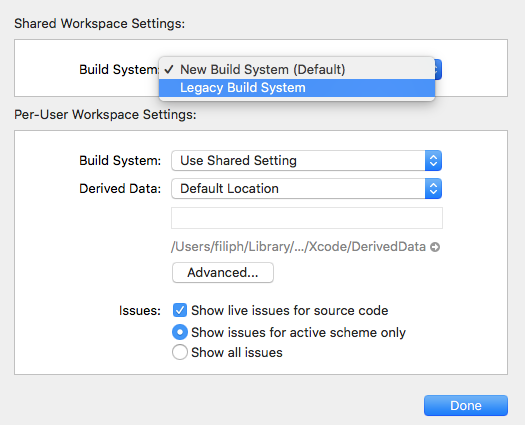 Shared Workspace Settings:
Build System: ✓ New Build System (Default)
Legacy Build System
Per-User Workspace Settings:
Build System: Use Shared Setting
Derived Data: Default Location
/Users/filiph/Library/.../Xcode/DerivedData
Advanced...
Issues: Show live issues for source code
Show issues for active scheme only
Show all issues
Done